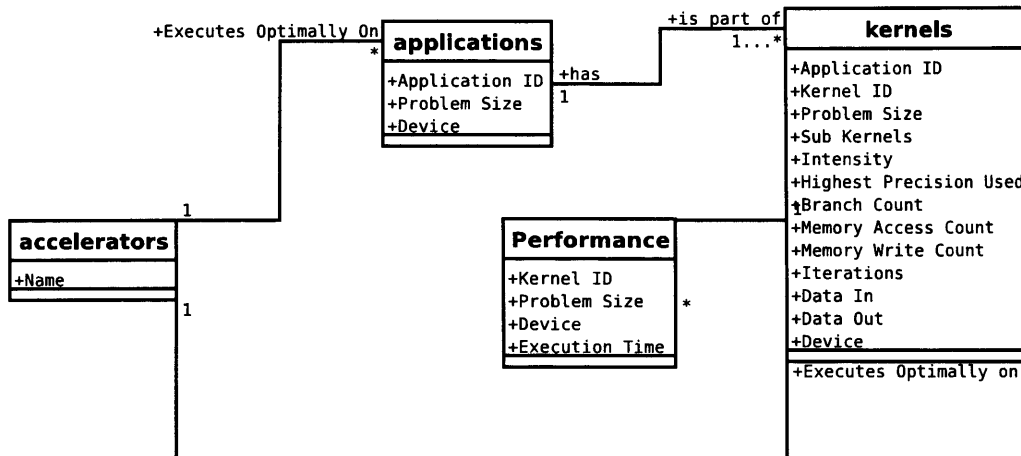 +Executes Optimally On
*
applications
+Application ID
+Problem Size
+Device
+has
1
+is part of
1...*
kernels
+Application ID
+Kernel ID
+Problem Size
+Sub Kernels
+Intensity
+Highest Precision Used
+Branch Count
+Memory Access Count
+Memory Write Count
+Iterations
+Data In
+Data Out
+Device
+Executes Optimally on
1
1
accelerators
+Name
1
Performance
+Kernel ID
+Problem Size
+Device
+Execution Time
*